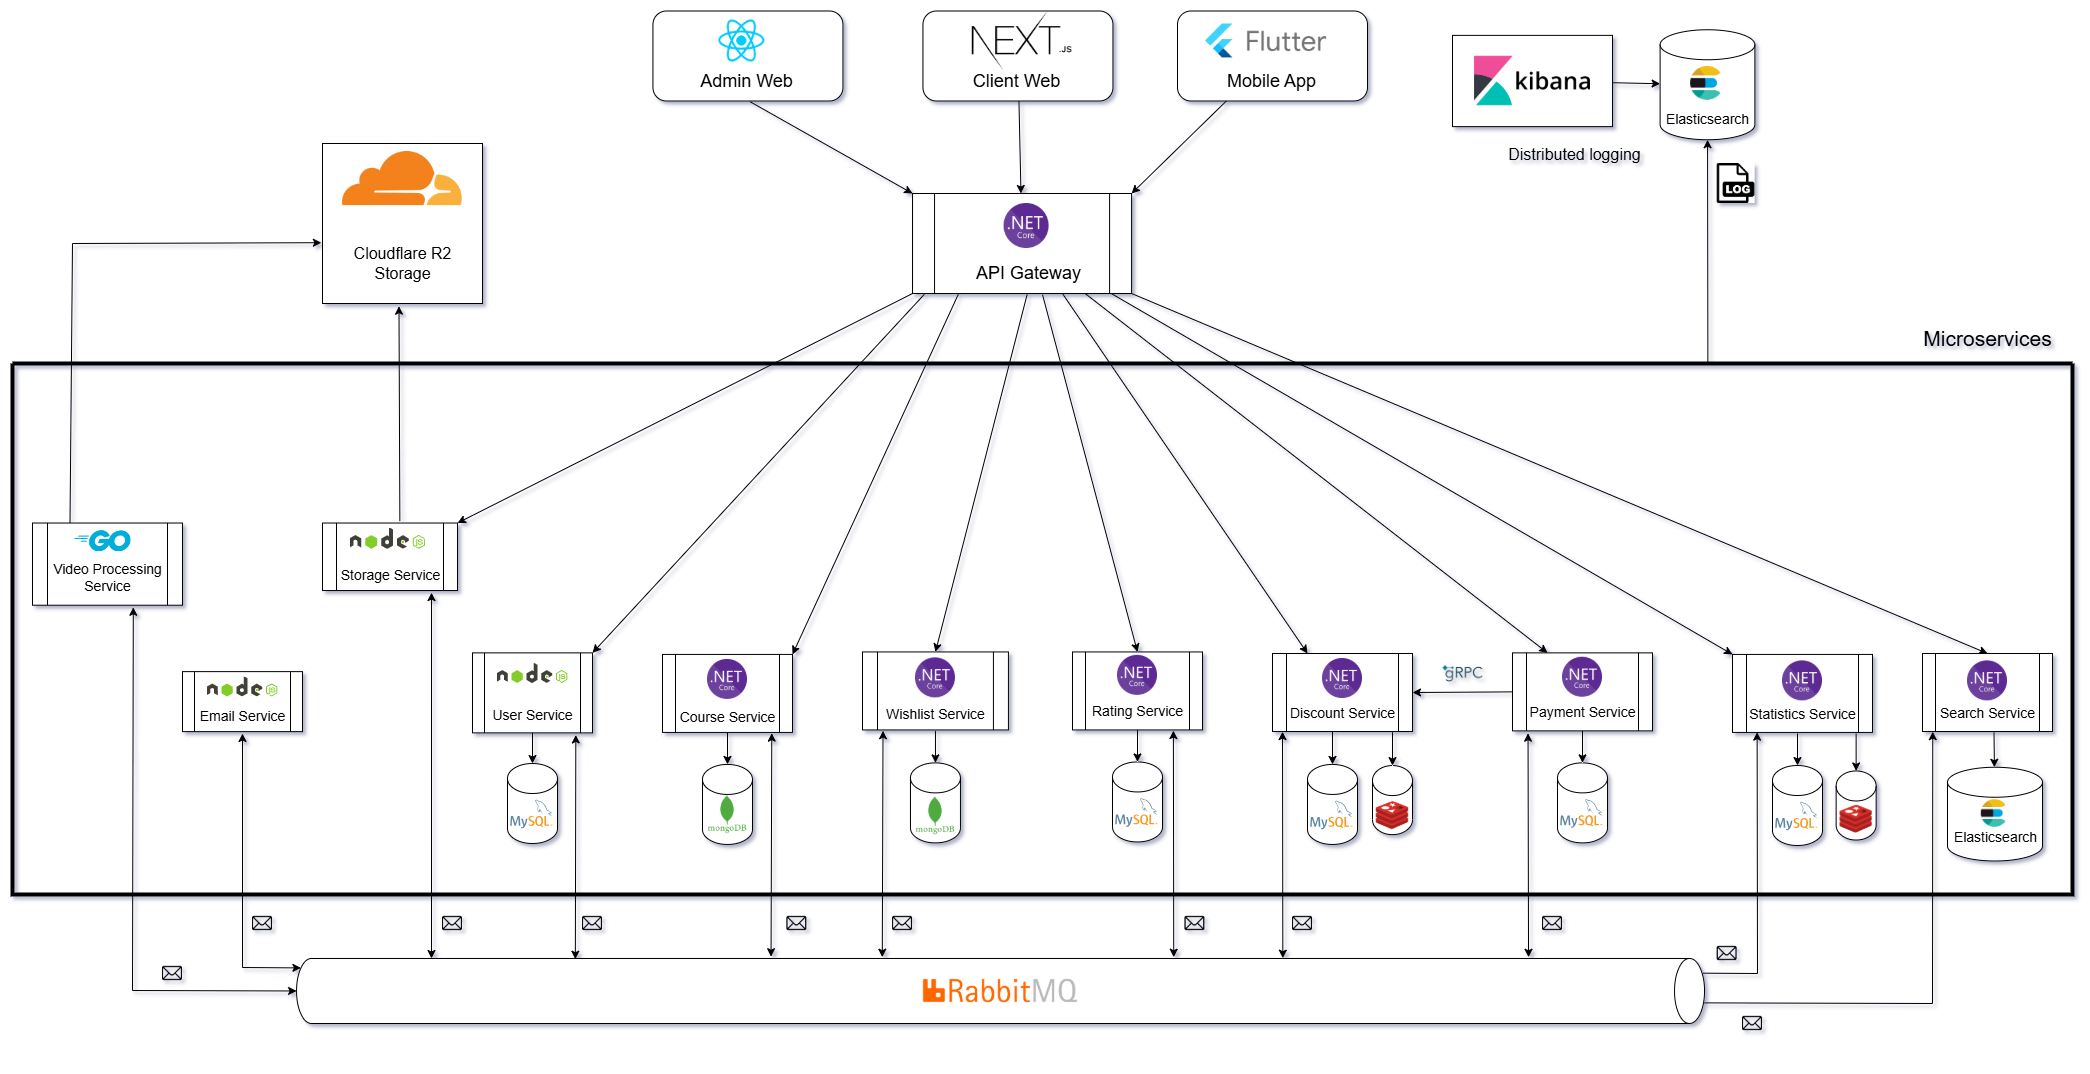 NEXT.JS
Flutter
Admin Web
Client Web
Mobile App
kibana
Elasticsearch
Distributed logging
LOG
.NET
Core
API Gateway
Cloudflare R2
Storage
Microservices
GO
Video Processing
Service
node JS
Storage Service
node JS
Email Service
node JS
User Service
.NET
Core
Course Service
.NET
Core
Wishlist Service
.NET
Core
Rating Service
.NET
Core
Discount Service
gRPC
.NET
Core
Payment Service
.NET
Core
Statistics Service
.NET
Core
Search Service
MySQL.
mongoDB
mongoDB
MySQL.
MySQL.
MySQL.
MySQL.
Elasticsearch
RabbitMQ